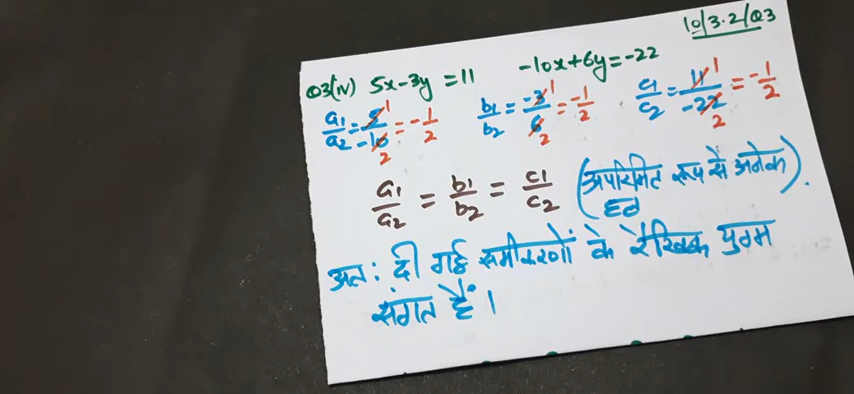 10/3.2/Q3
Q3(iv) 5x-3y=11 -10x+6y=-22
a1/a2 = 5/-10 = -1/2 b1/b2 = -3/6 = -1/2 c1/c2 = 11/-22 = -1/2
a1/a2 = b1/b2 = c1/c2 (अपरिमित रूप से अनेक हल).
अतः दी गई समीकरणों के रैखिक युग्म
संगत हैं।